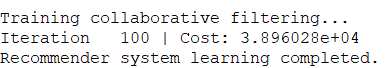 Training collaborative filtering...
Iteration   100 | Cost: 3.896028e+04
Recommender system learning completed.